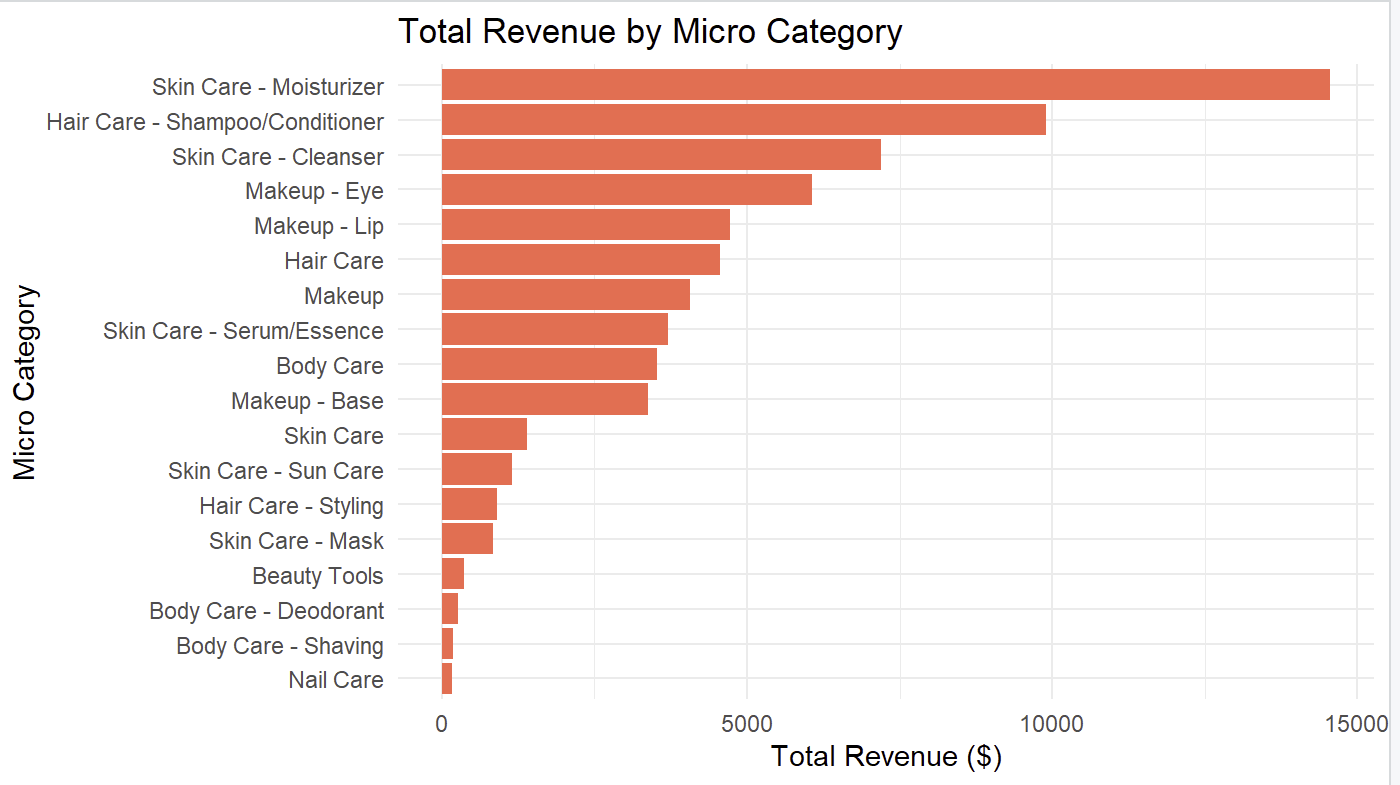 Total Revenue by Micro Category
Micro Category
Skin Care - Moisturizer
Hair Care - Shampoo/Conditioner
Skin Care - Cleanser
Makeup - Eye
Makeup - Lip
Hair Care
Makeup
Skin Care - Serum/Essence
Body Care
Makeup - Base
Skin Care
Skin Care - Sun Care
Hair Care - Styling
Skin Care - Mask
Beauty Tools
Body Care - Deodorant
Body Care - Shaving
Nail Care
0 5000 10000 15000
Total Revenue ($)